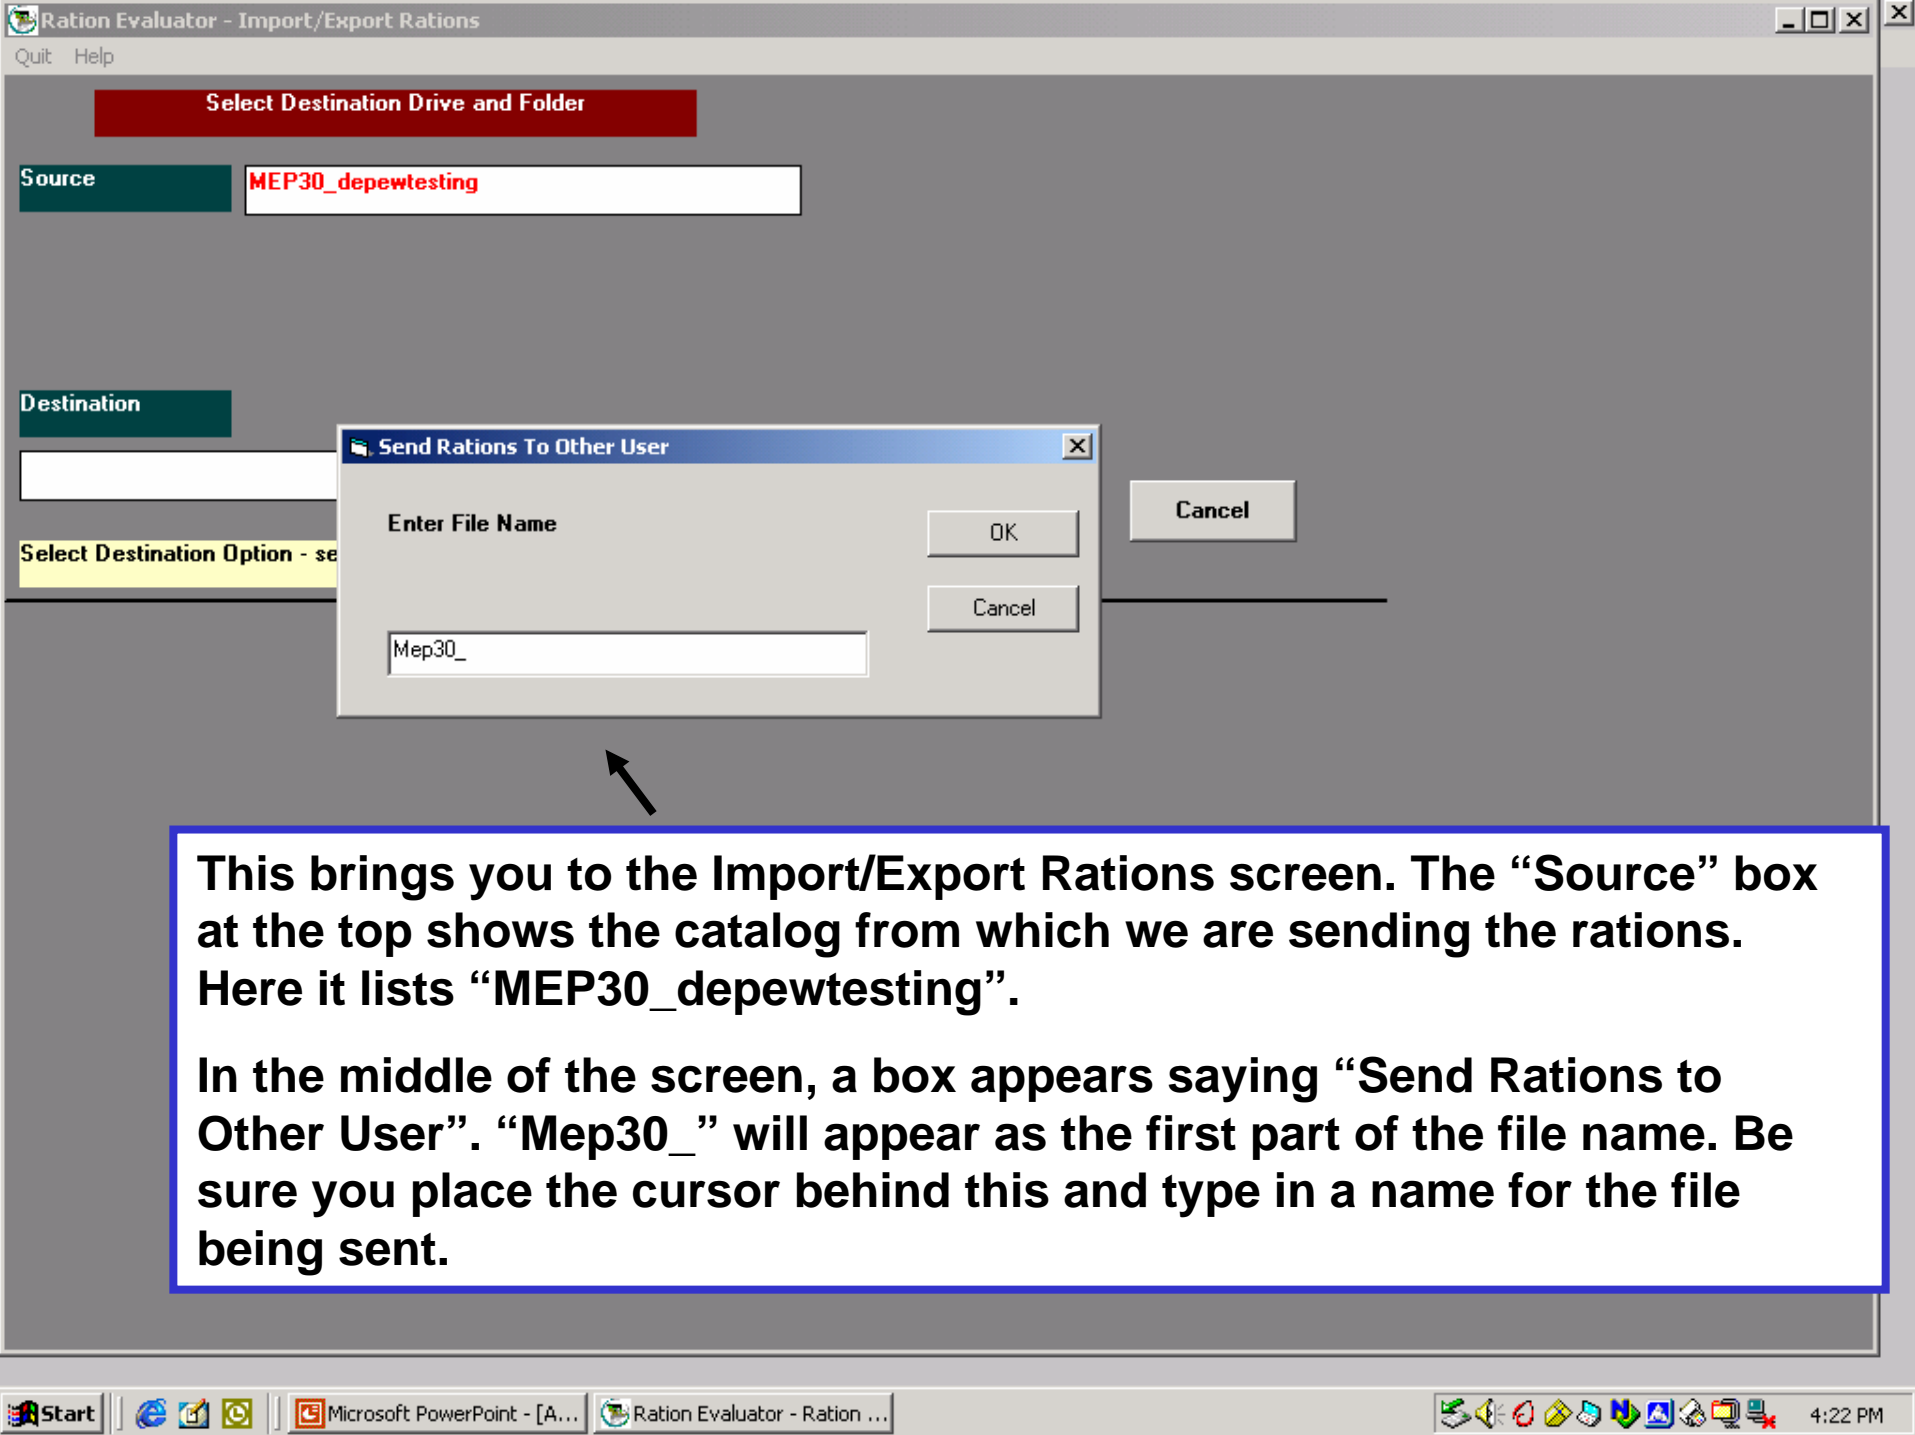 Ration Evaluator - Import/Export Rations
Quit Help
Select Destination Drive and Folder
Source
MEP30_depewtesting
Destination
Send Rations To Other User
Enter File Name
OK
Cancel
Cancel
Select Destination Option - se
Mep30_
This brings you to the Import/Export Rations screen. The “Source” box
at the top shows the catalog from which we are sending the rations.
Here it lists “MEP30_depewtesting”.
In the middle of the screen, a box appears saying “Send Rations to
Other User”. “Mep30_” will appear as the first part of the file name. Be
sure you place the cursor behind this and type in a name for the file
being sent.
Start
Microsoft PowerPoint - [A...
Ration Evaluator - Ration ...
4:22 PM